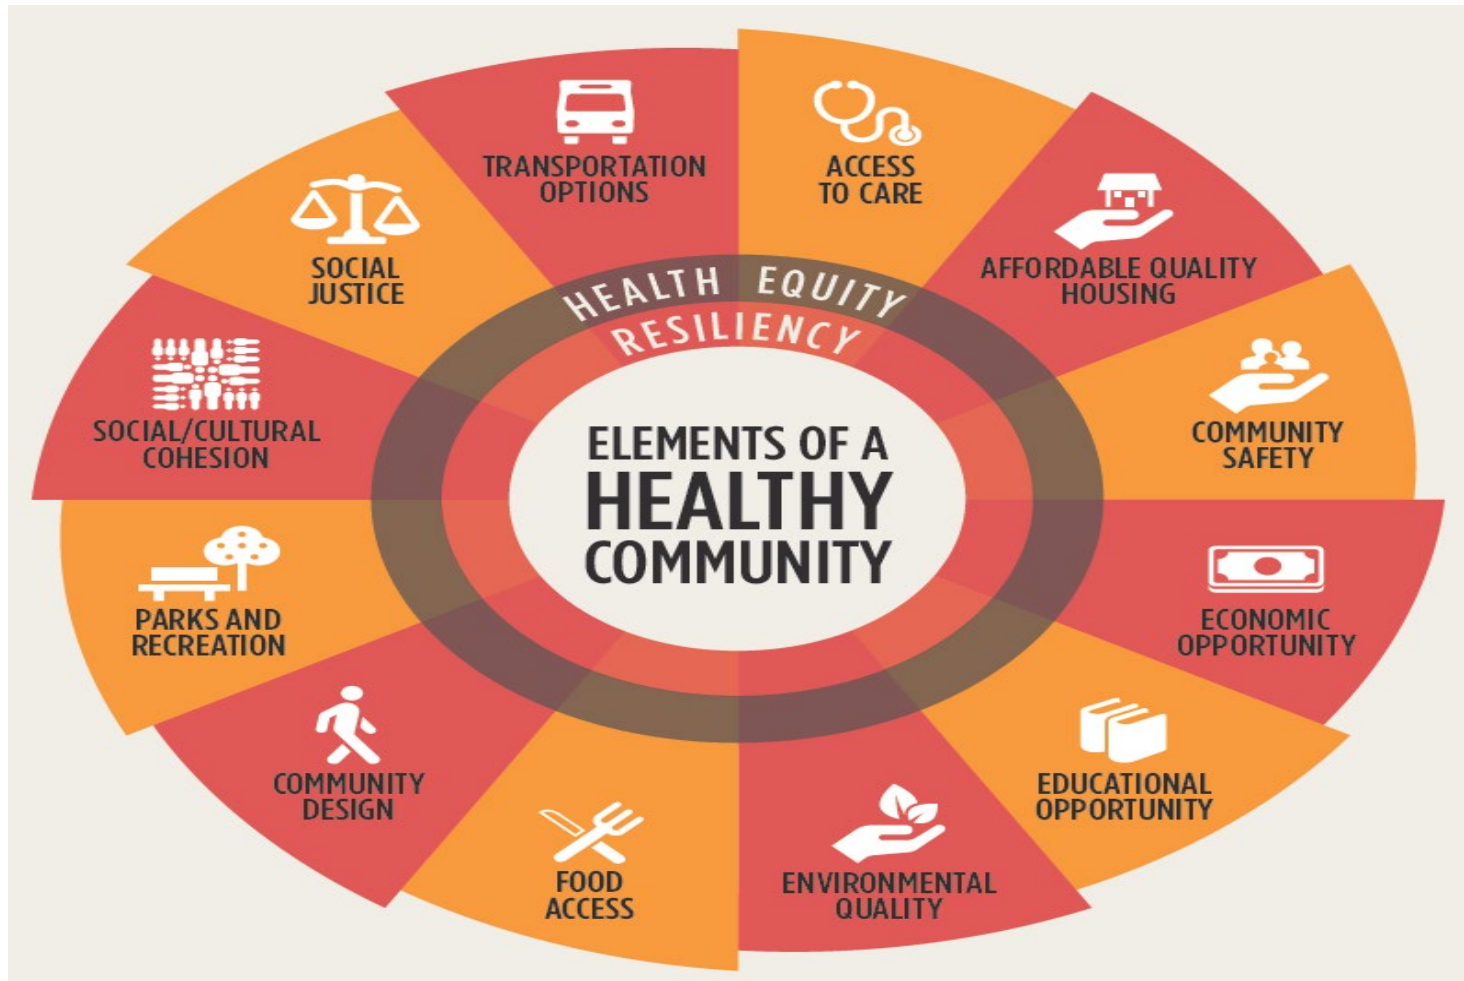 TRANSPORTATION
OPTIONS
ACCESS
TO CARE
AFFORDABLE QUALITY
HOUSING
COMMUNITY
SAFETY
ECONOMIC
OPPORTUNITY
EDUCATIONAL
OPPORTUNITY
ENVIRONMENTAL
QUALITY
FOOD
ACCESS
COMMUNITY
DESIGN
PARKS AND
RECREATION
SOCIAL/CULTURAL
COHESION
SOCIAL
JUSTICE
HEALTH EQUITY
RESILIENCY
ELEMENTS OF A
HEALTHY
COMMUNITY